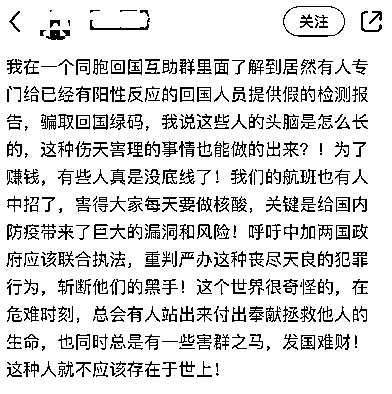 关注
我在一个同胞回国互助群里面了解到居然有人专
门给已经有阳性反应的回国人员提供假的检测报
告，骗取回国绿码，我说这些人的头脑是怎么长
的，这种伤天害理的事情也能做的出来？！为了
赚钱，有些人真是没底线了！我们的航班也有人
中招了，害得大家每天要做核酸，关键是给国内
防疫带来了巨大的漏洞和风险！呼吁中加两国政
府应该联合执法，重判严办这种丧尽天良的犯罪
行为，斩断他们的黑手！这个世界很奇怪的，在
危难时刻，总会有人站出来付出奉献拯救他人的
生命，也同时总是有一些害群之马，发国难财！
这种人就不应该存在于世上！